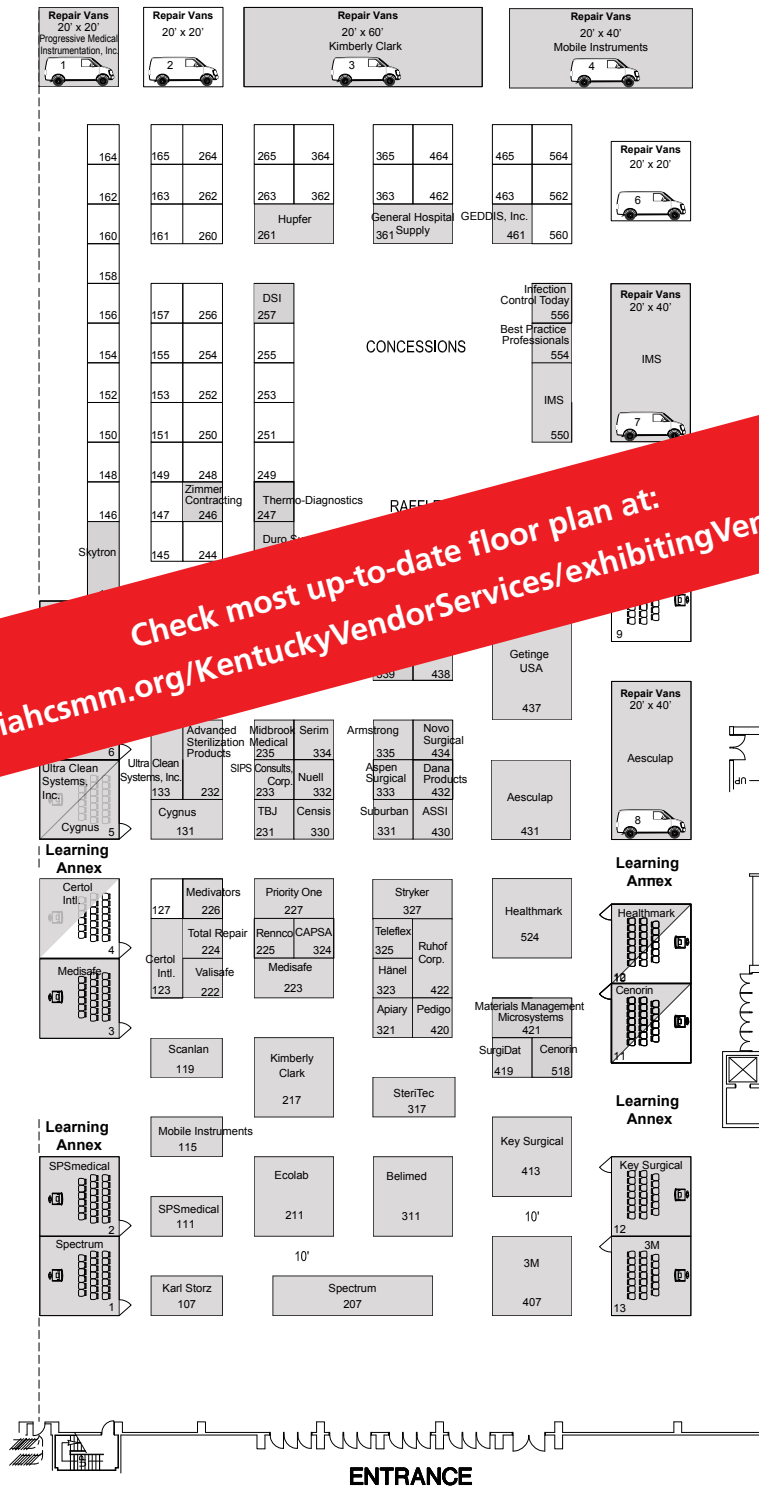 Repair Vans
20' x 20'
Progressive Medical
Instrumentation, Inc.
1
Repair Vans
20' x 20'
2
Repair Vans
20' x 60'
Kimberly Clark
3
Repair Vans
20' x 40'
Mobile Instruments
4
164
165 264
265 364
365 464
465 564
Repair Vans
20' x 20'
6
162
163 262
263 362
363 462
463 562
160
161 260
Hupfer
261
General Hospital
Supply
361
GEDDIS, Inc.
461
560
158
156
157 256
DSI
257
Infection
Control Today
556
Repair Vans
20' x 40'
IMS
7
154
155 254
255
CONCESSIONS
Best Practice
Professionals
554
152
153 252
253
IMS
550
150
151 250
251
148
149 248
249
146
147
Zimmer
Contracting
246
Thermo-Diagnostics
247
Skytron
145 244
Check most up-to-date floor plan at:
iahcsmm.org/KentuckyVendorServices/exhibitingVen
9
339 438
Getinge
USA
437
Repair Vans
20' x 40'
Aesculap
8
6
Ultra Clean
Systems,
Inc.
Cygnus
5
Ultra Clean
Systems, Inc.
133
Advanced
Sterilization
Products
232
Midbrook
Medical
235
Serim
334
Armstrong
335
Novo
Surgical
434
SIPS Consults,
Corp.
233
Nuell
332
Aspen
Surgical
333
Dana
Products
432
Cygnus
131
TBJ
231
Censis
330
Suburban
331
ASSI
430
Aesculap
431
UP
Learning
Annex
Learning
Annex
Certol
Intl.
4
127
Medivators
226
Priority One
227
Stryker
327
Healthmark
524
Healthmark
Certol
Intl.
123
Total Repair
224
Rennco
225
CAPSA
324
Teleflex
325
Ruhof
Corp.
422
Medisafe
3
Valisafe
222
Medisafe
223
Hänel
323
Cenorin
11
Apiary
321
Pedigo
420
Materials Management
Microsystems
421
Scanlan
119
Kimberly
Clark
217
SurgiDat
419
Cenorin
518
SteriTec
317
Learning
Annex
Learning
Annex
Mobile Instruments
115
Key Surgical
413
SPSmedical
2
SPSmedical
111
Ecolab
211
Belimed
311
Key Surgical
12
10'
10'
Spectrum
1
Karl Storz
107
Spectrum
207
3M
407
3M
13
ENTRANCE